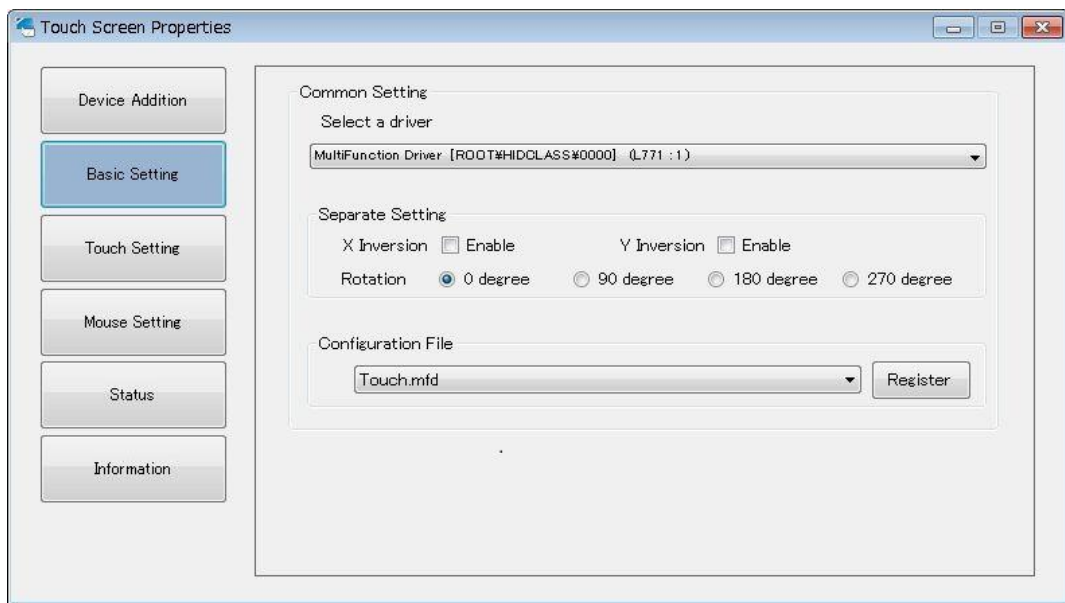 Touch Screen Properties
Device Addition
Basic Setting
Touch Setting
Mouse Setting
Status
Information
Common Setting
Select a driver
MultiFunction Driver [ROOT¥HIDCLASS¥0000] (L771 : 1)
Separate Setting
X Inversion Enable Y Inversion Enable
Rotation 0 degree 90 degree 180 degree 270 degree
Configuration File
Touch.mfd Register